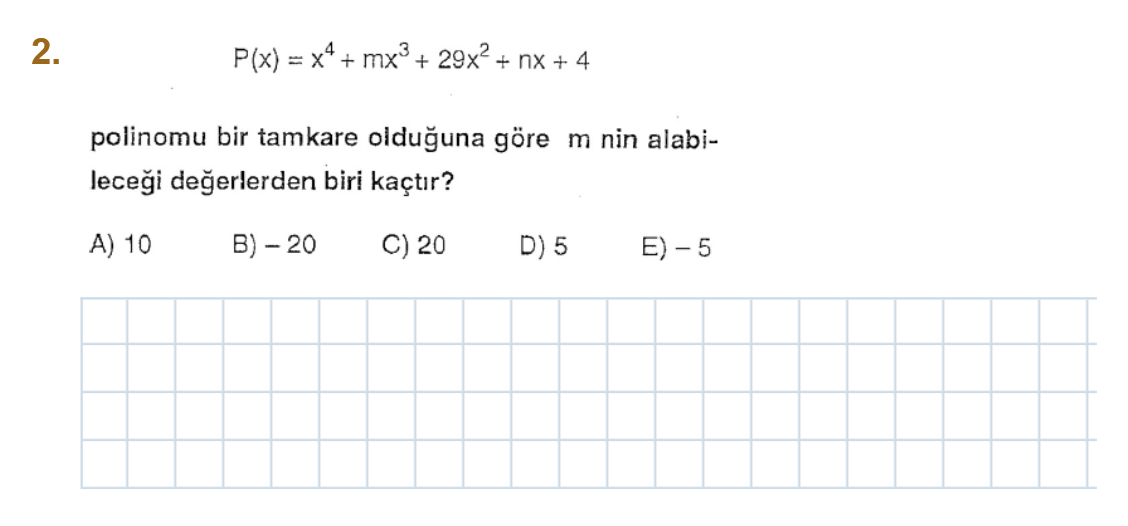 2.
P(x) = x⁴ + mx³ + 29x² + nx + 4
polinomu bir tamkare olduğuna göre m nin alabi-
leceği değerlerden biri kaçtır?
A) 10 B) – 20 C) 20 D) 5 E) – 5